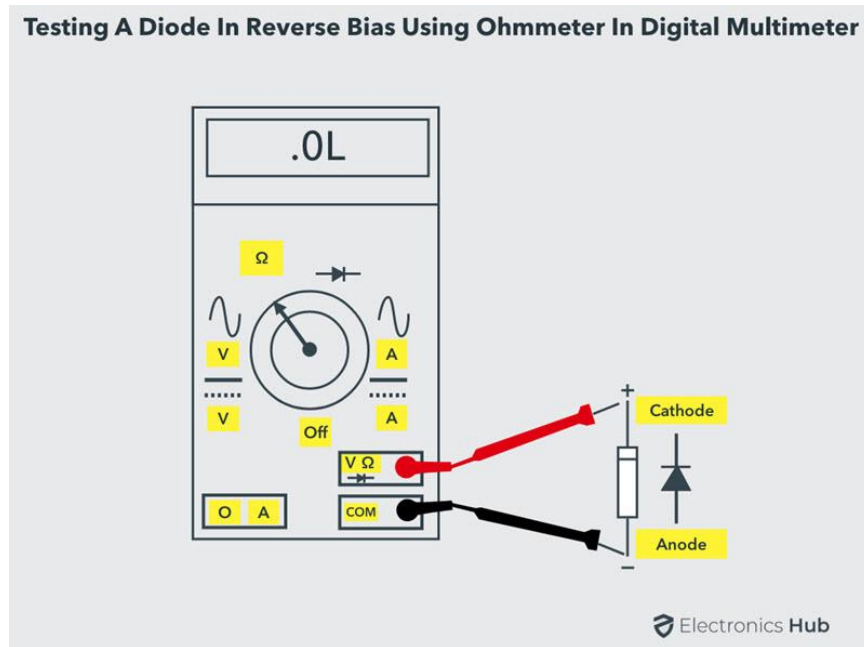 Testing A Diode In Reverse Bias Using Ohmmeter In Digital Multimeter
.0L
Ω
V
A
V
A
Off
V Ω
O A
COM
+
Cathode
Anode
−
Electronics Hub